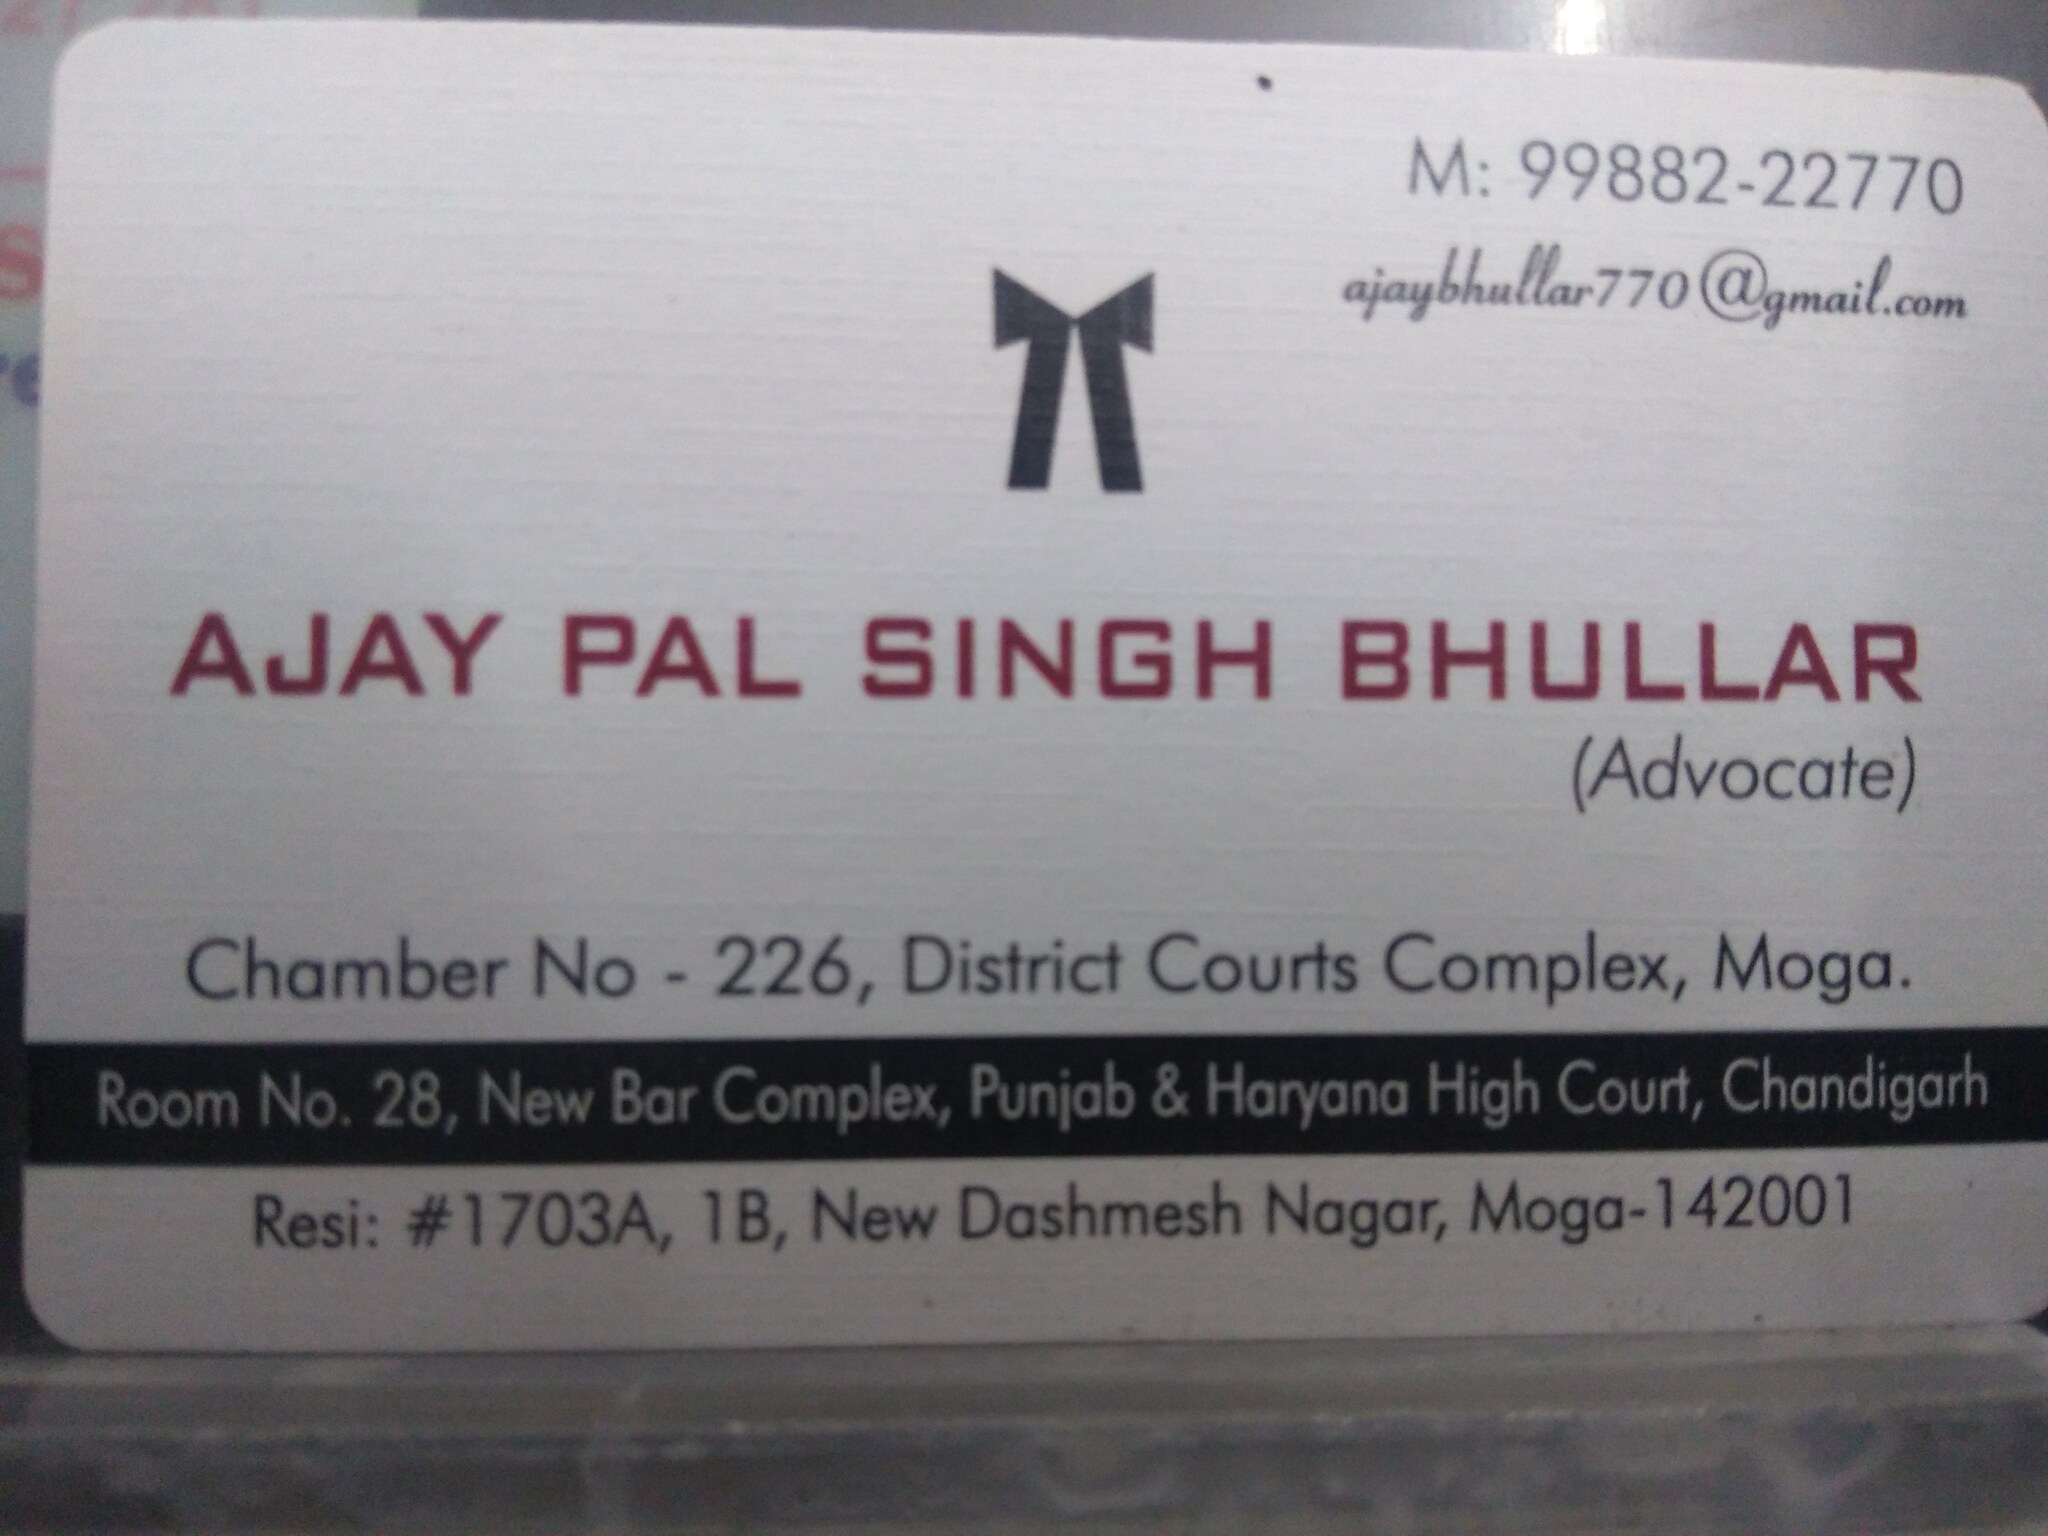 M: 99882-22770
ajaybhullar770@gmail.com
AJAY PAL SINGH BHULLAR
(Advocate)
Chamber No - 226, District Courts Complex, Moga.
Room No. 28, New Bar Complex, Punjab & Haryana High Court, Chandigarh
Resi: #1703A, 1B, New Dashmesh Nagar, Moga-142001